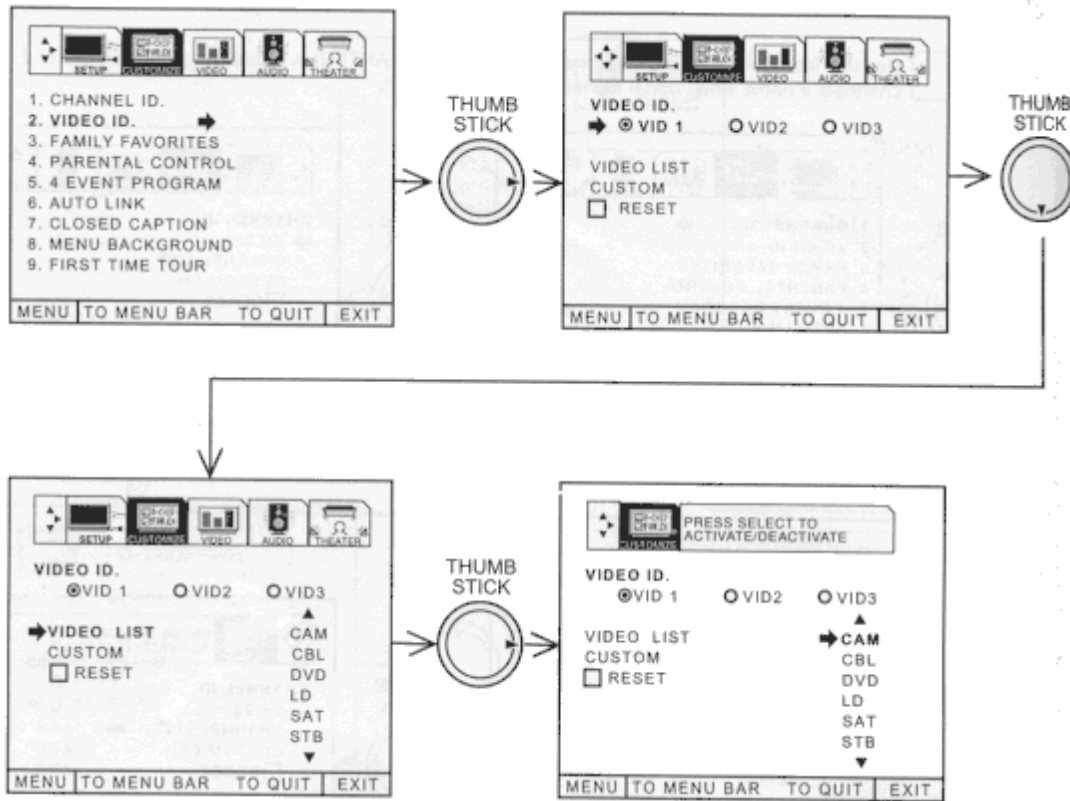 SETUP CUSTOMIZE VIDEO AUDIO THEATER
1. CHANNEL ID.
2. VIDEO ID.
3. FAMILY FAVORITES
4. PARENTAL CONTROL
5. 4 EVENT PROGRAM
6. AUTO LINK
7. CLOSED CAPTION
8. MENU BACKGROUND
9. FIRST TIME TOUR
MENU TO MENU BAR TO QUIT EXIT
THUMB
STICK
SETUP CUSTOMIZE VIDEO AUDIO THEATER
VIDEO ID.
VID 1 VID2 VID3
VIDEO LIST
CUSTOM
RESET
MENU TO MENU BAR TO QUIT EXIT
THUMB
STICK
SETUP CUSTOMIZE VIDEO AUDIO THEATER
VIDEO ID.
VID 1 VID2 VID3
VIDEO LIST
CUSTOM
RESET
CAM
CBL
DVD
LD
SAT
STB
MENU TO MENU BAR TO QUIT EXIT
THUMB
STICK
CUSTOMIZE
PRESS SELECT TO
ACTIVATE/DEACTIVATE
VIDEO ID.
VID 1 VID2 VID3
VIDEO LIST
CUSTOM
RESET
CAM
CBL
DVD
LD
SAT
STB
MENU TO MENU BAR TO QUIT EXIT